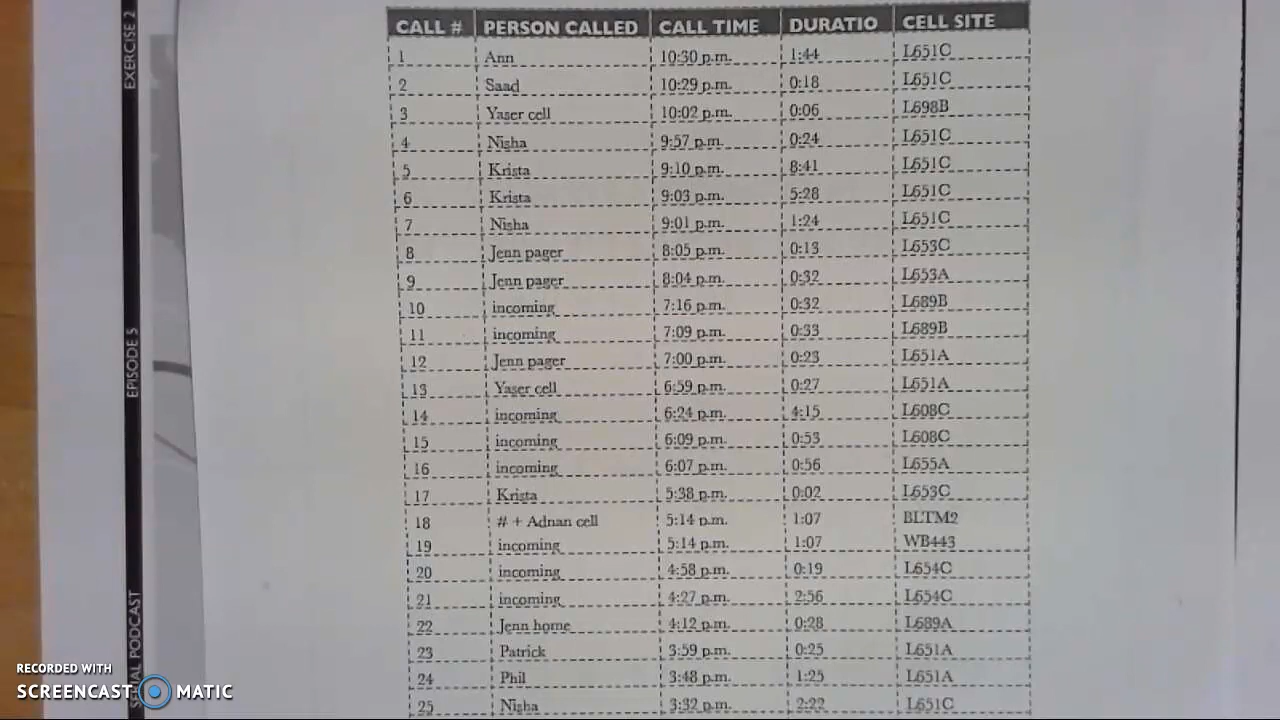 CALL # PERSON CALLED CALL TIME DURATIO CELL SITE
1 Ann 10:30 p.m. 1:44 L651C
2 Saad 10:29 p.m. 0:18 L651C
3 Yaser cell 10:02 p.m. 0:06 L698B
4 Nisha 9:57 p.m. 0:24 L651C
5 Krista 9:10 p.m. 8:41 L651C
6 Krista 9:03 p.m. 5:28 L651C
7 Nisha 9:01 p.m. 1:24 L651C
8 Jenn pager 8:05 p.m. 0:13 L653C
9 Jenn pager 8:04 p.m. 0:32 L653A
10 incoming 7:16 p.m. 0:32 L689B
11 incoming 7:09 p.m. 0:33 L689B
12 Jenn pager 7:00 p.m. 0:23 L651A
13 Yaser cell 6:59 p.m. 0:27 L651A
14 incoming 6:24 p.m. 4:15 L608C
15 incoming 6:09 p.m. 0:53 L608C
16 incoming 6:07 p.m. 0:56 L655A
17 Krista 5:38 p.m. 0:02 L653C
18 # + Adnan cell 5:14 p.m. 1:07 BLTM2
19 incoming 5:14 p.m. 1:07 WB443
20 incoming 4:58 p.m. 0:19 L654C
21 incoming 4:27 p.m. 2:56 L654C
22 Jenn home 4:12 p.m. 0:28 L689A
23 Patrick 3:59 p.m. 0:25 L651A
24 Phil 3:48 p.m. 1:25 L651A
25 Nisha 3:32 p.m. 2:22 L651C
EXERCISE 2
EPISODE 5
SERIAL PODCAST
RECORDED WITH
SCREENCAST MATIC